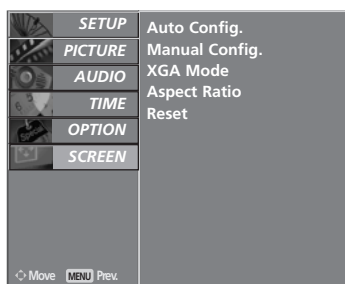 SETUP
PICTURE
AUDIO
TIME
OPTION
SCREEN
Auto Config.
Manual Config.
XGA Mode
Aspect Ratio
Reset
Move MENU Prev.